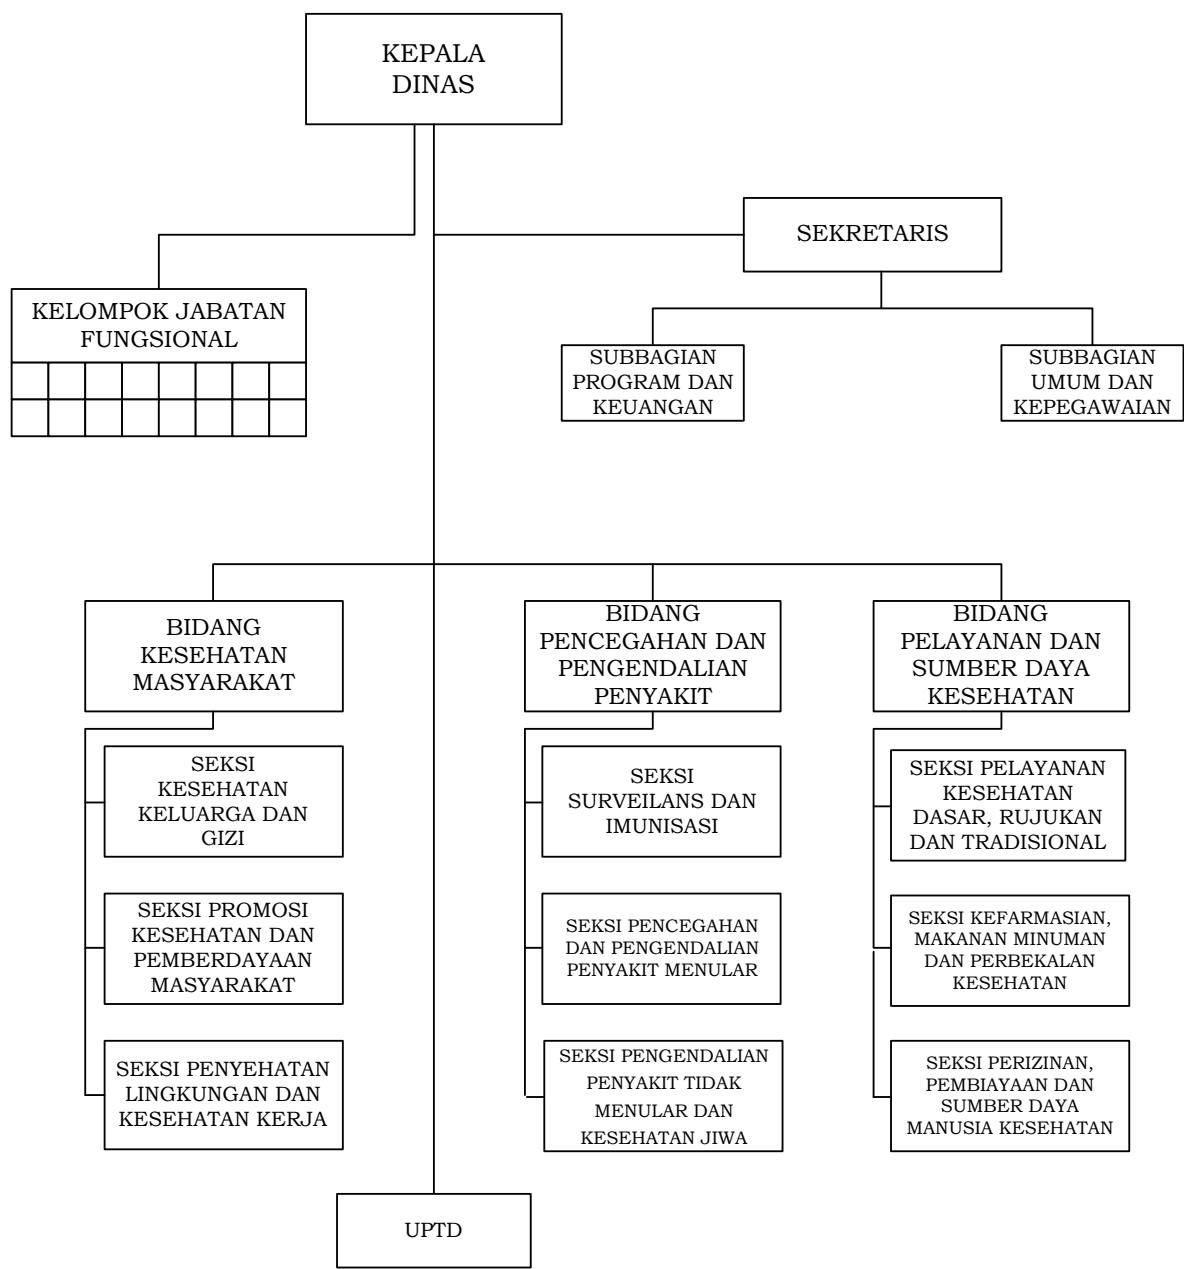 KEPALA
DINAS
SEKRETARIS
KELOMPOK JABATAN
FUNGSIONAL
SUBBAGIAN
PROGRAM DAN
KEUANGAN
SUBBAGIAN
UMUM DAN
KEPEGAWAIAN
BIDANG
KESEHATAN
MASYARAKAT
BIDANG
PENCEGAHAN DAN
PENGENDALIAN
PENYAKIT
BIDANG
PELAYANAN DAN
SUMBER DAYA
KESEHATAN
SEKSI
KESEHATAN
KELUARGA DAN
GIZI
SEKSI
SURVEILANS DAN
IMUNISASI
SEKSI PELAYANAN
KESEHATAN
DASAR, RUJUKAN
DAN TRADISIONAL
SEKSI PROMOSI
KESEHATAN DAN
PEMBERDAYAAN
MASYARAKAT
SEKSI PENCEGAHAN
DAN PENGENDALIAN
PENYAKIT MENULAR
SEKSI KEFARMASIAN,
MAKANAN MINUMAN
DAN PERBEKALAN
KESEHATAN
SEKSI PENYEHATAN
LINGKUNGAN DAN
KESEHATAN KERJA
SEKSI PENGENDALIAN
PENYAKIT TIDAK
MENULAR DAN
KESEHATAN JIWA
SEKSI PERIZINAN,
PEMBIAYAAN DAN
SUMBER DAYA
MANUSIA KESEHATAN
UPTD